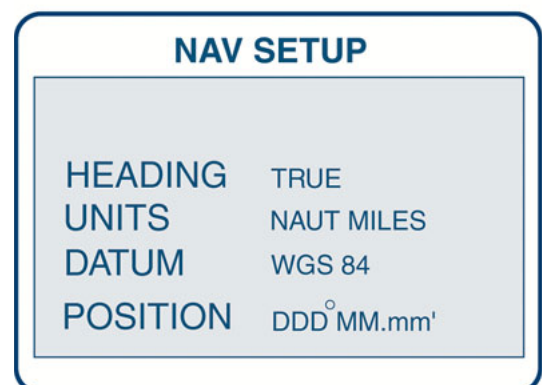 NAV SETUP
HEADING TRUE
UNITS NAUT MILES
DATUM WGS 84
POSITION DDD°MM.mm'